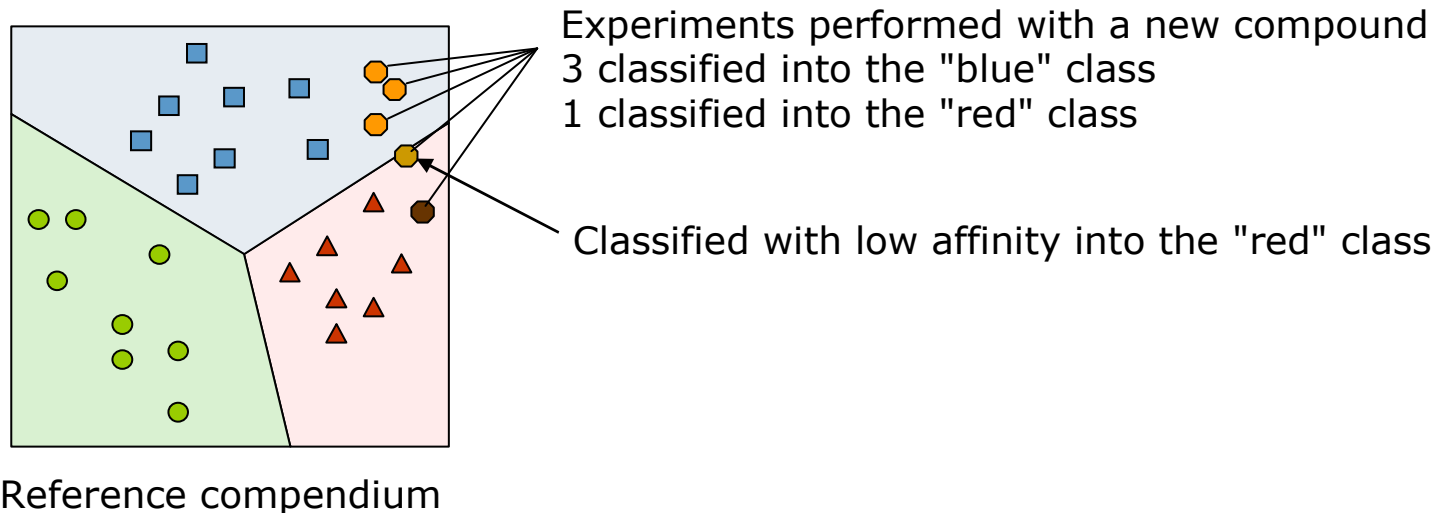 Experiments performed with a new compound
3 classified into the "blue" class
1 classified into the "red" class
Classified with low affinity into the "red" class
Reference compendium